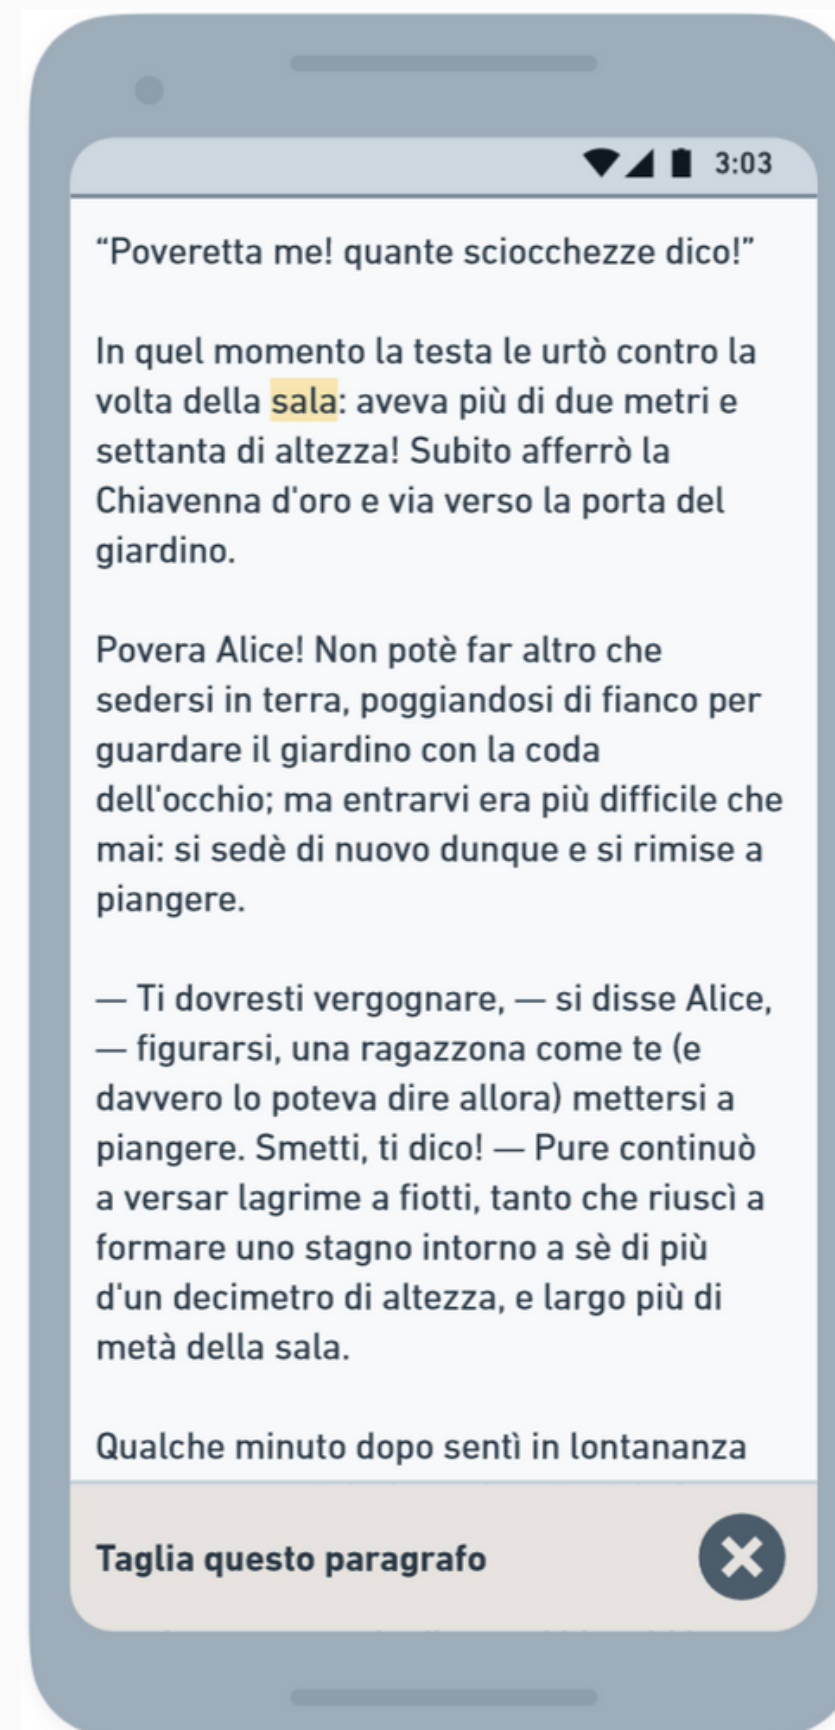 3:03
“Poveretta me! quante sciocchezze dico!”
In quel momento la testa le urtò contro la
volta della sala: aveva più di due metri e
settanta di altezza! Subito afferrò la
Chiavenna d'oro e via verso la porta del
giardino.
Povera Alice! Non potè far altro che
sedersi in terra, poggiandosi di fianco per
guardare il giardino con la coda
dell'occhio; ma entrarvi era più difficile che
mai: si sedè di nuovo dunque e si rimise a
piangere.
— Ti dovresti vergognare, — si disse Alice,
— figurarsi, una ragazzona come te (e
davvero lo poteva dire allora) mettersi a
piangere. Smetti, ti dico! — Pure continuò
a versar lagrime a fiotti, tanto che riuscì a
formare uno stagno intorno a sè di più
d'un decimetro di altezza, e largo più di
metà della sala.
Qualche minuto dopo sentì in lontananza
Taglia questo paragrafo